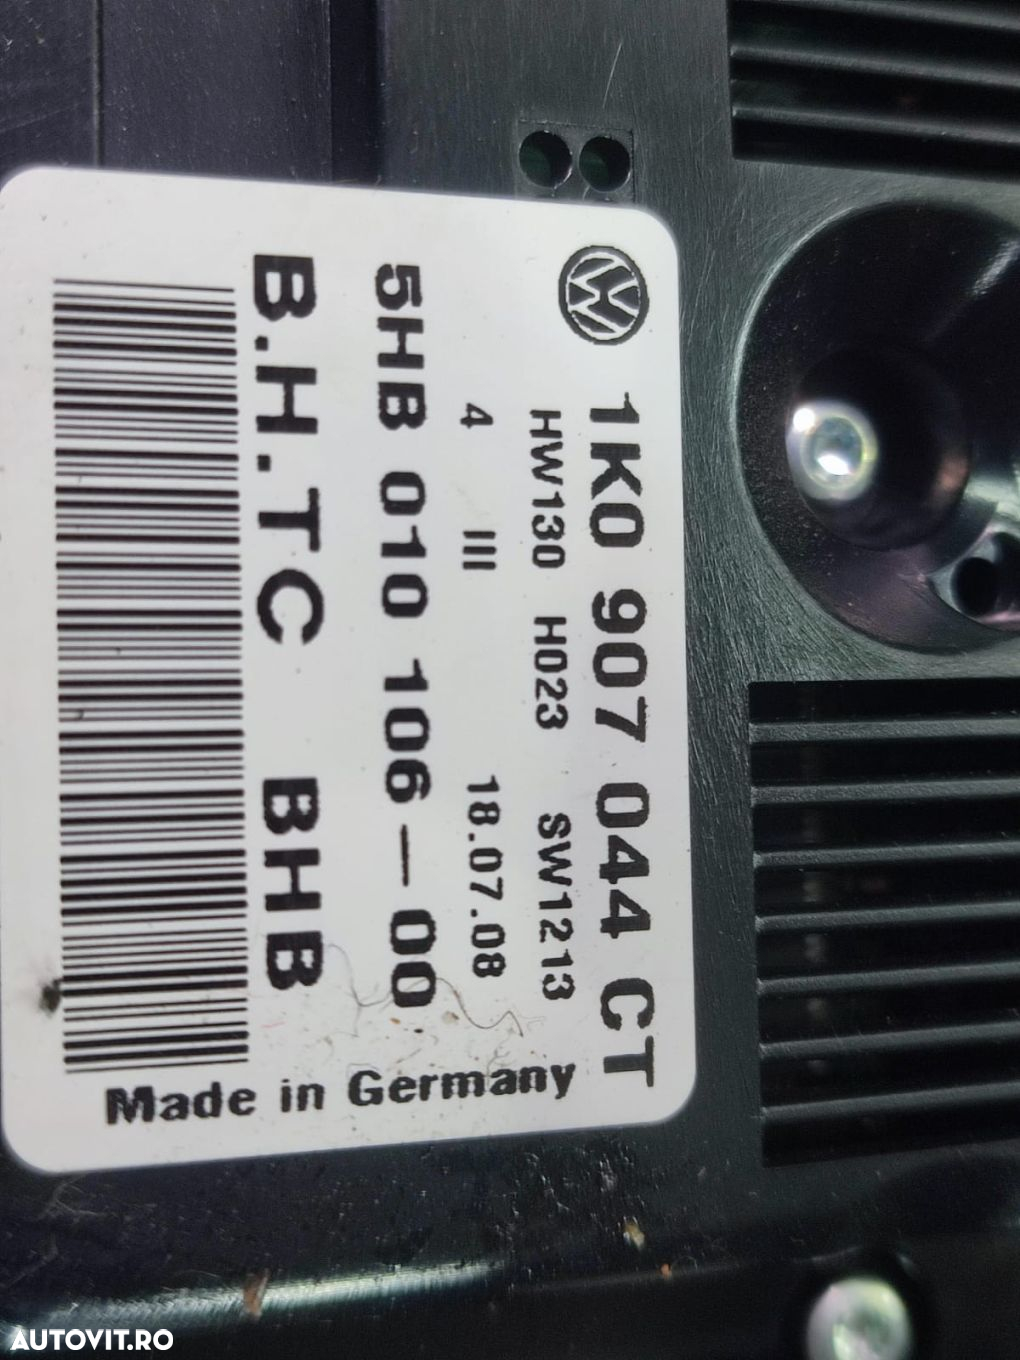 1K0 907 044 CT
HW130 H023 SW1213
4 III 18.07.08
5HB 010 106-00
B.H.TC BHB
Made in Germany
AUTOVIT.RO